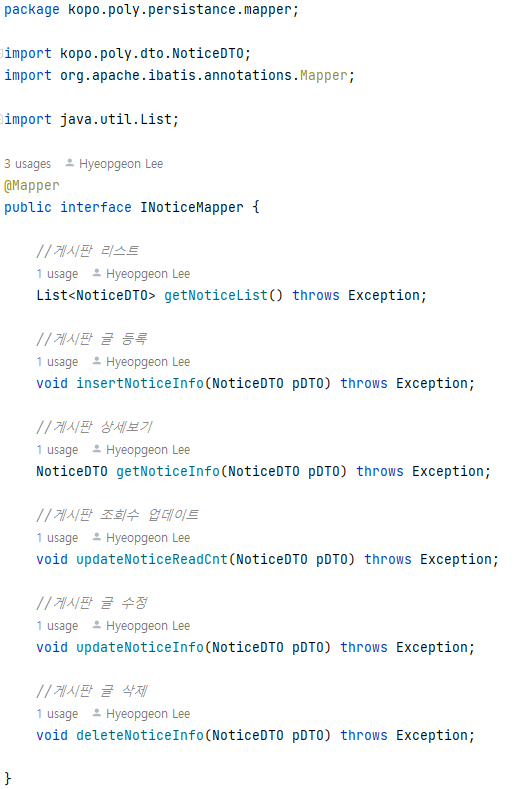 package kopo.poly.persistance.mapper;
import kopo.poly.dto.NoticeDTO;
import org.apache.ibatis.annotations.Mapper;
import java.util.List;
3 usages Hyeopgeon Lee
@Mapper
public interface INoticeMapper {
//게시판 리스트
1 usage Hyeopgeon Lee
List<NoticeDTO> getNoticeList() throws Exception;
//게시판 글 등록
1 usage Hyeopgeon Lee
void insertNoticeInfo(NoticeDTO pDTO) throws Exception;
//게시판 상세보기
1 usage Hyeopgeon Lee
NoticeDTO getNoticeInfo(NoticeDTO pDTO) throws Exception;
//게시판 조회수 업데이트
1 usage Hyeopgeon Lee
void updateNoticeReadCnt(NoticeDTO pDTO) throws Exception;
//게시판 글 수정
1 usage Hyeopgeon Lee
void updateNoticeInfo(NoticeDTO pDTO) throws Exception;
//게시판 글 삭제
1 usage Hyeopgeon Lee
void deleteNoticeInfo(NoticeDTO pDTO) throws Exception;
}